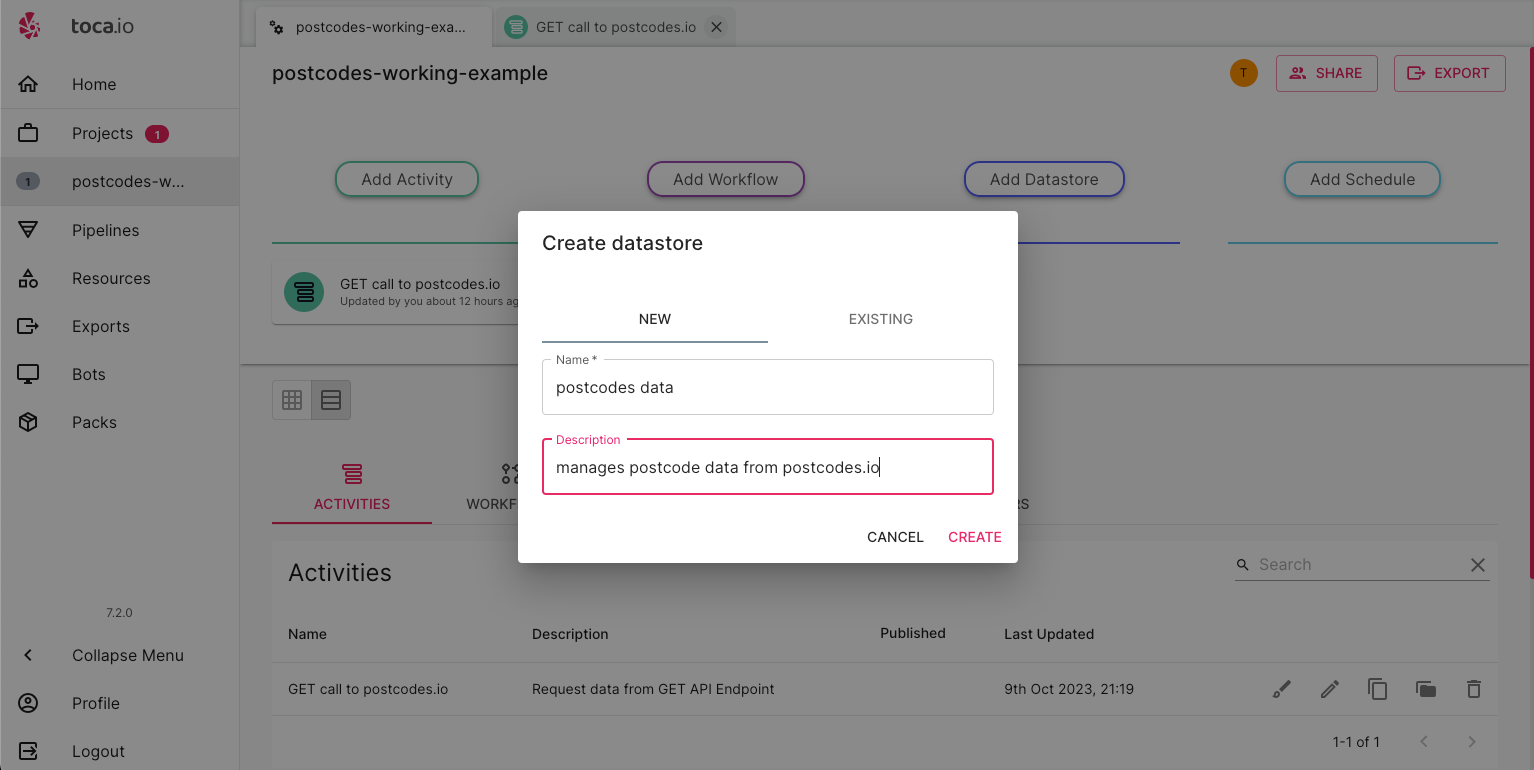 toca.io
Home
Projects 1
1 postcodes-w...
Pipelines
Resources
Exports
Bots
Packs
7.2.0
Collapse Menu
Profile
Logout
postcodes-working-exa...
GET call to postcodes.io
postcodes-working-example
T
SHARE
EXPORT
Add Activity
Add Workflow
Add Datastore
Add Schedule
GET call to postcodes.io
Updated by you about 12 hours ag
Create datastore
NEW
EXISTING
Name *
postcodes data
Description
manages postcode data from postcodes.io
CANCEL
CREATE
ACTIVITIES
WORKF
RS
Activities
Search
Name Description Published Last Updated
GET call to postcodes.io Request data from GET API Endpoint 9th Oct 2023, 21:19
1-1 of 1